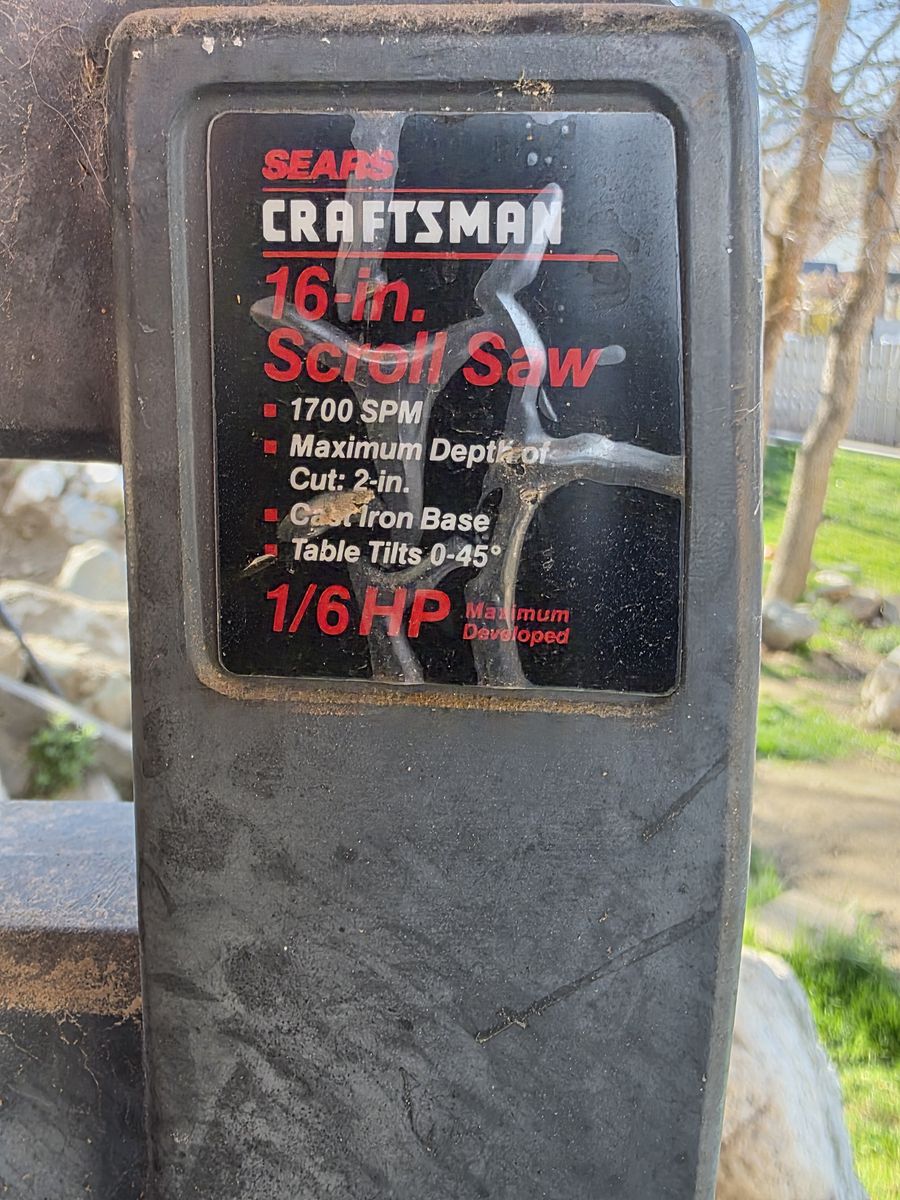 SEARS
CRAFTSMAN
16-in.
Scroll Saw
1700 SPM
Maximum Depth of
Cut: 2-in.
Cast Iron Base
Table Tilts 0-45°
1/6 HP Maximum
Developed